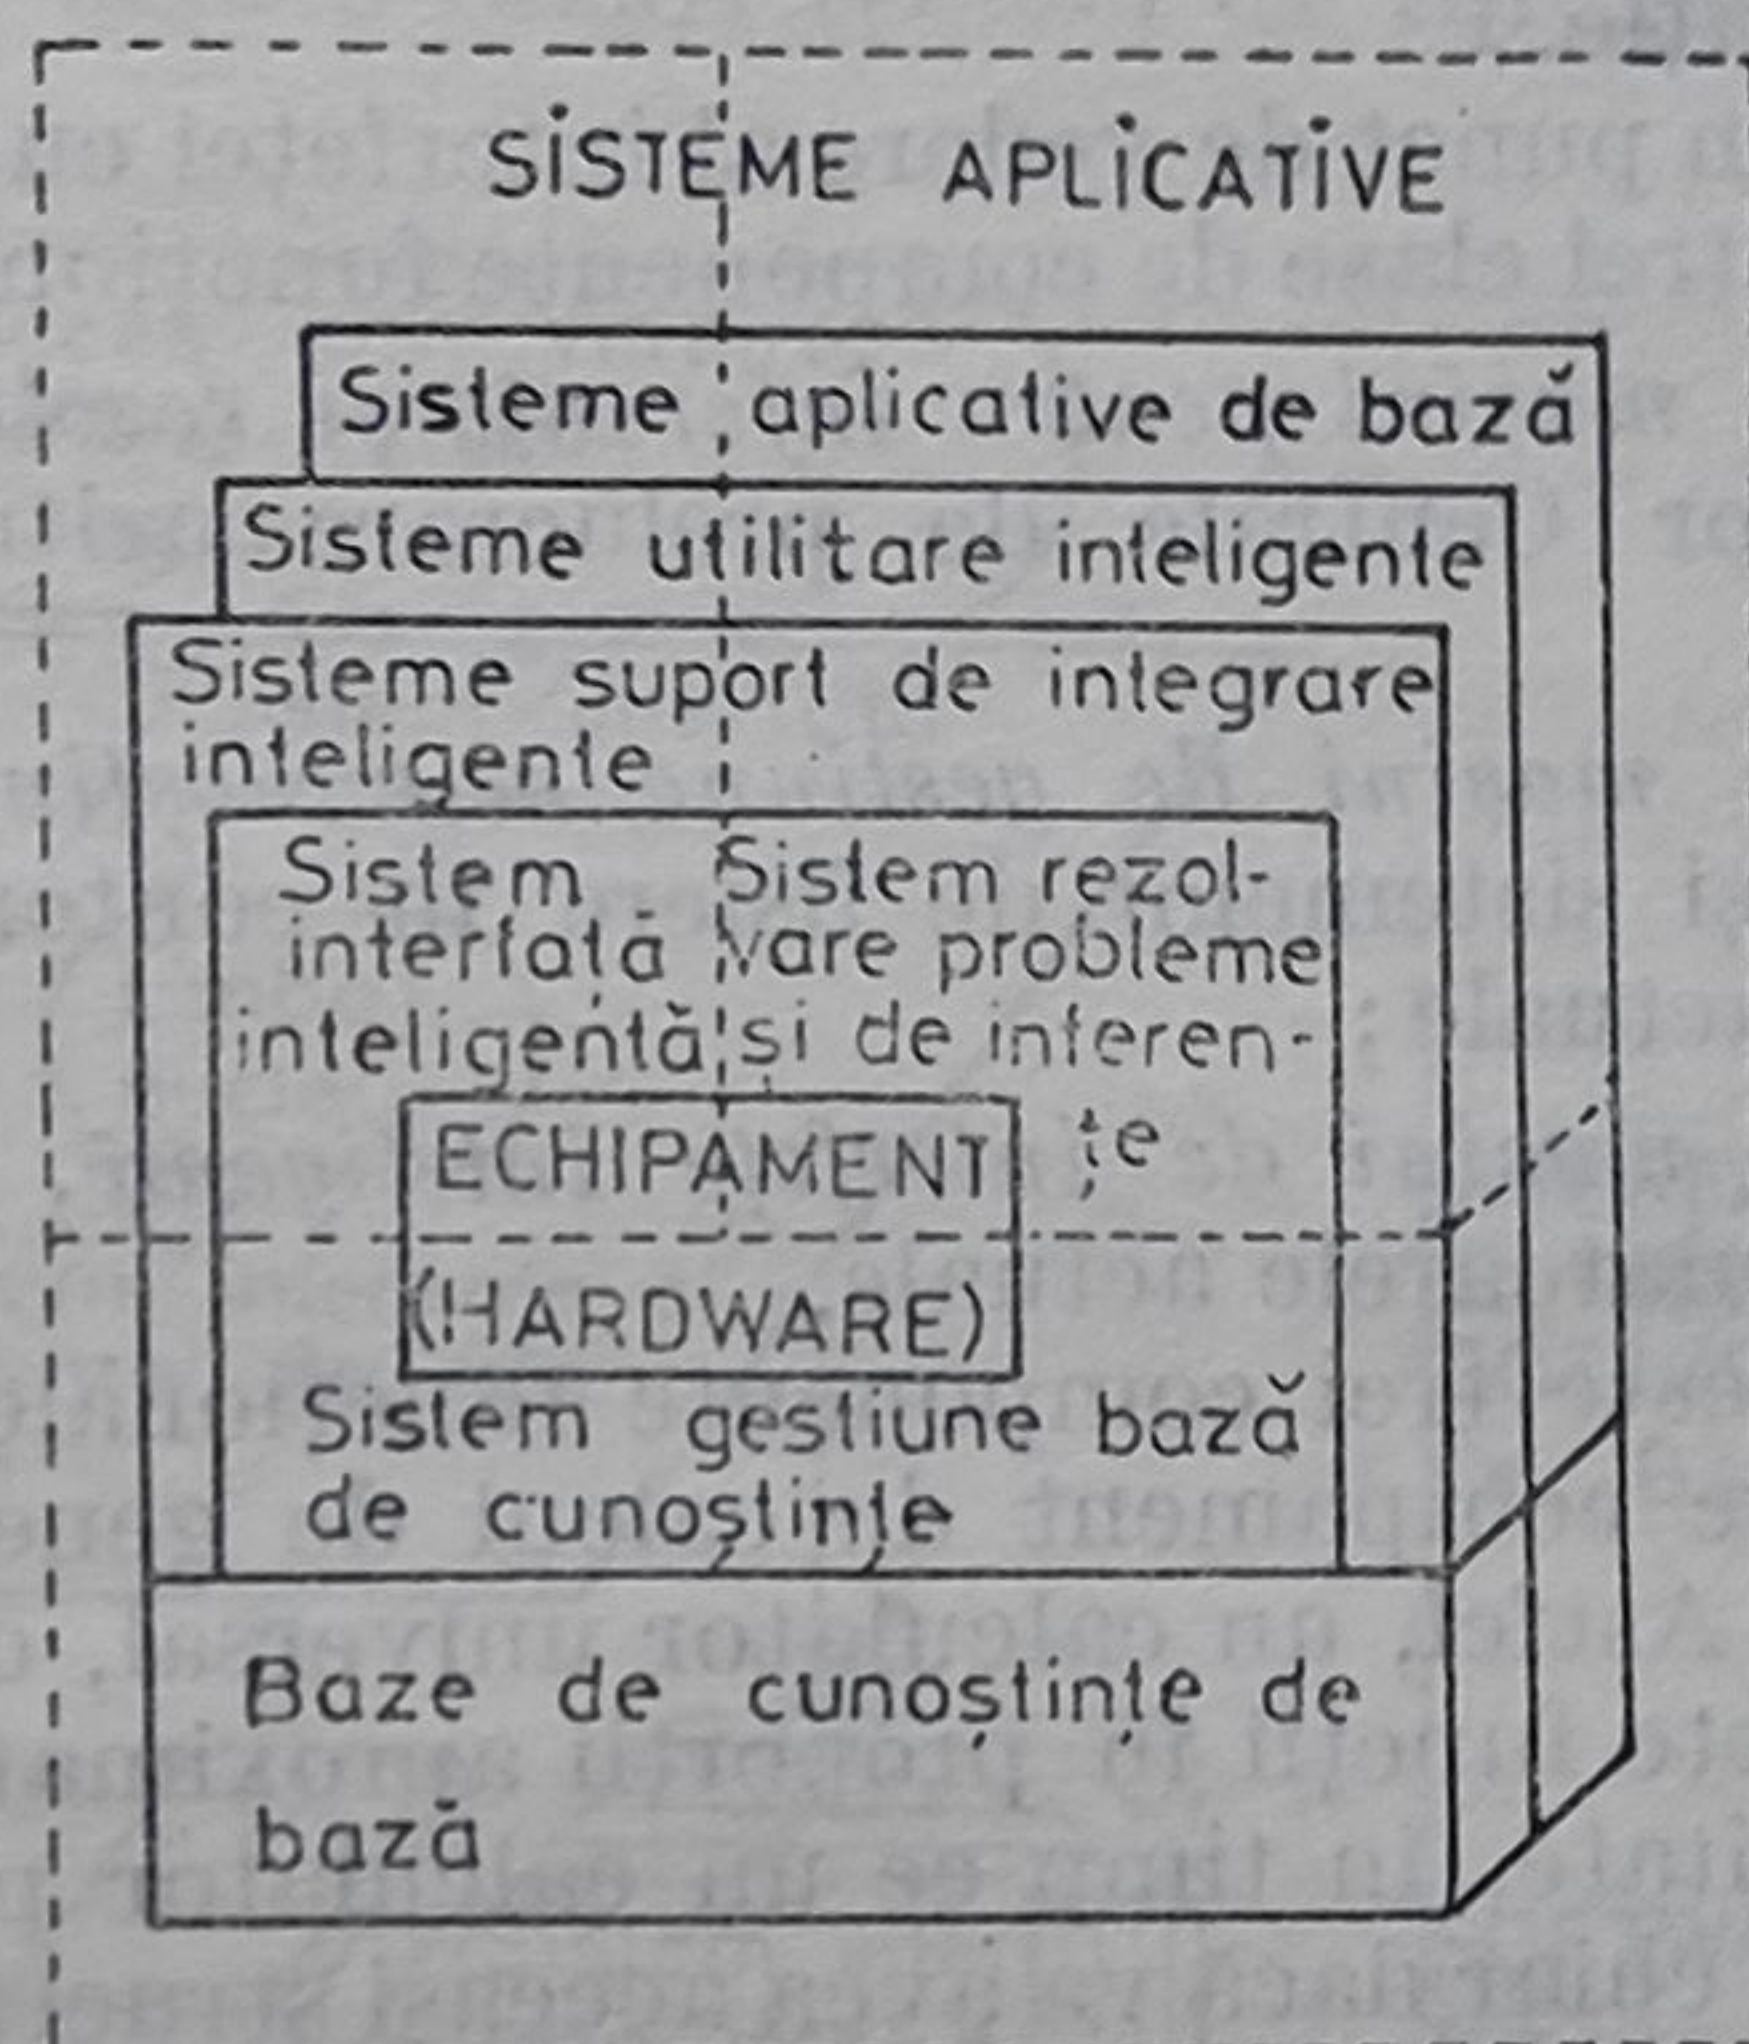 SISTEME APLICATIVE
Sisteme aplicative de bază
Sisteme utilitare inteligente
Sisteme suport de integrare
inteligente
Sistem
interfață
inteligentă
Sistem rezol-
vare probleme
și de inferen-
țe
ECHIPAMENT
(HARDWARE)
Sistem gestiune bază
de cunoștințe
Baze de cunoștințe de
bază